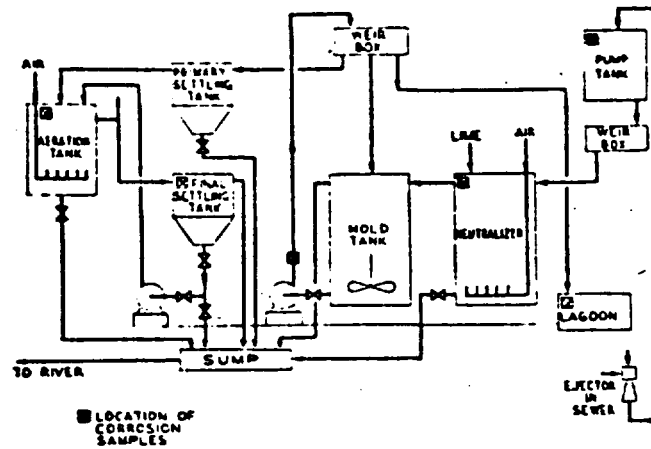 WEIR
BOX
PUMP
TANK
AIR
PRIMARY
SETTLING
TANK
LIME
AIR
WEIR
BOX
AERATION
TANK
FINAL
SETTLING
TANK
HOLD
TANK
NEUTRALIZER
LAGOON
SUMP
TO RIVER
EJECTOR
IN
SEWER
LOCATION OF
CORROSION
SAMPLES